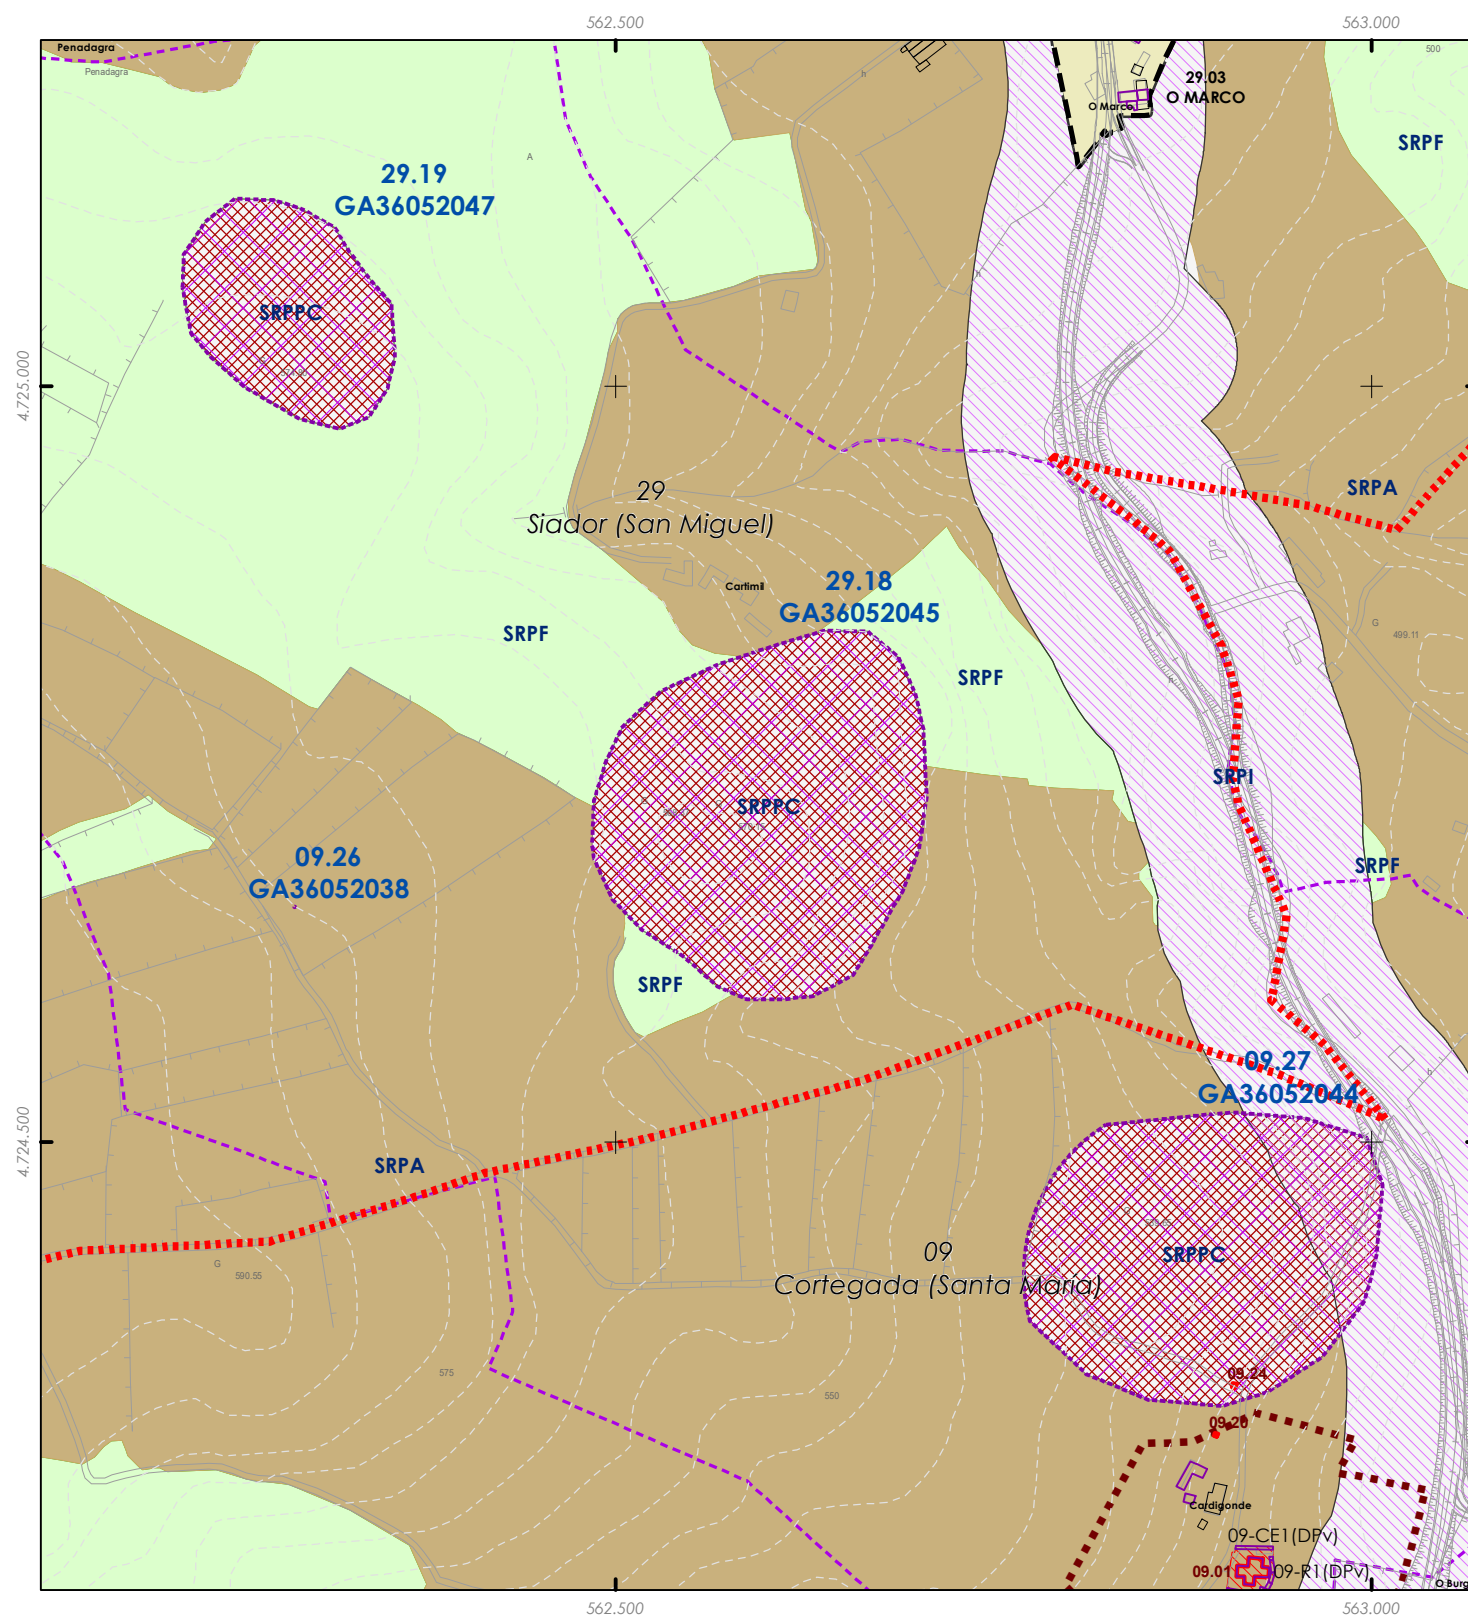 562.500
563.000
Penadagra
Penadagra
500
29.03
O MARCO
O Marco
h
SRPF
A
29.19
GA36052047
h
SRPPC
4.725.000
29
Siador (San Miguel)
SRPA
Cartimil
29.18
GA36052045
SRPF
G
499.11
SRPF
SRPI
SRPPC
09.26
GA36052038
SRPF
SRPF
09.27
GA36052044
h
4.724.500
SRPA
09
Cortegada (Santa María)
SRPPC
G
590.55
575
550
09.24
09.20
Cardigonde
09-CE1(DPv)
09.01
09-R1(DPv)
O Burg
562.500
563.000